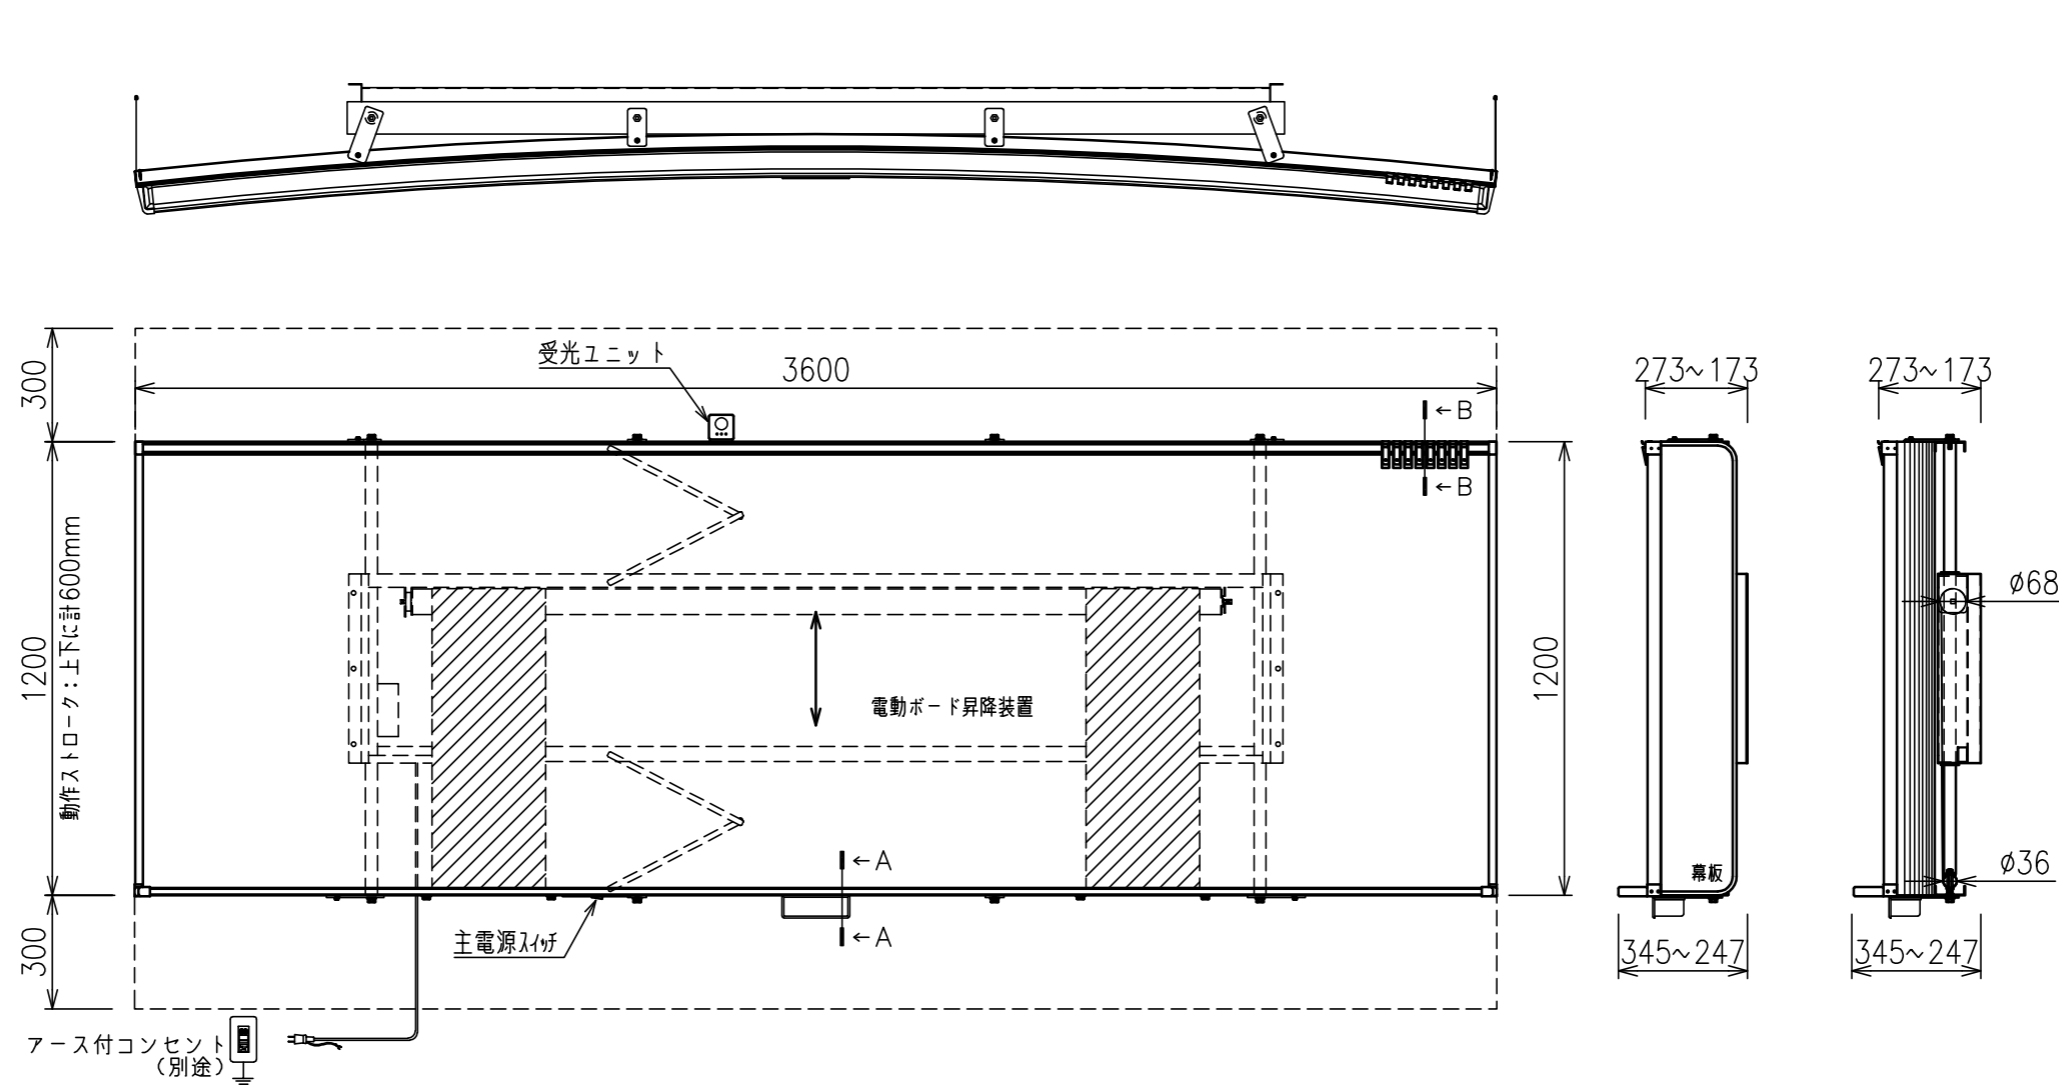 受光ユニット
3600
300
1200
動作ストローク：上下に計600mm
300
←B
←B
電動ボード昇降装置
←A
←A
主電源スイッチ
アース付コンセント
（別途）
1200
273~173
幕板
345~247
273~173
φ68
φ36
345~247